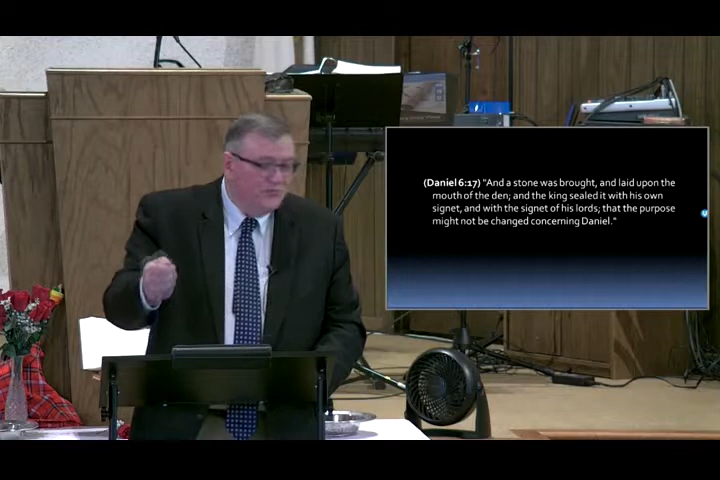 (Daniel 6:17) "And a stone was brought, and laid upon the
mouth of the den; and the king sealed it with his own
signet, and with the signet of his lords; that the purpose
might not be changed concerning Daniel."